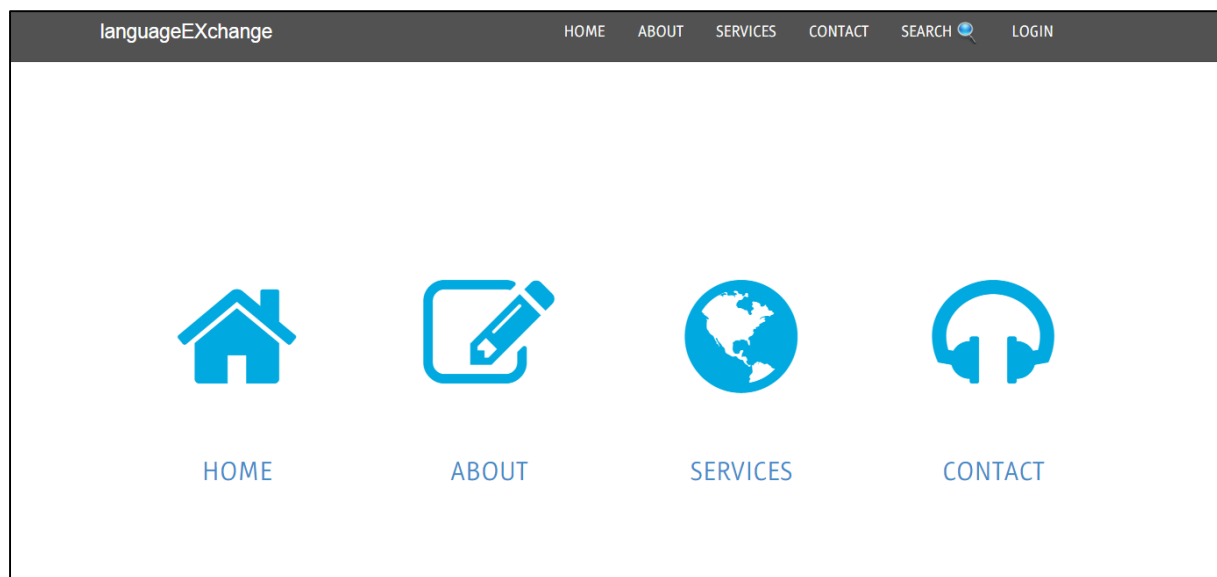 languageEXchange HOME ABOUT SERVICES CONTACT SEARCH LOGIN
HOME ABOUT SERVICES CONTACT